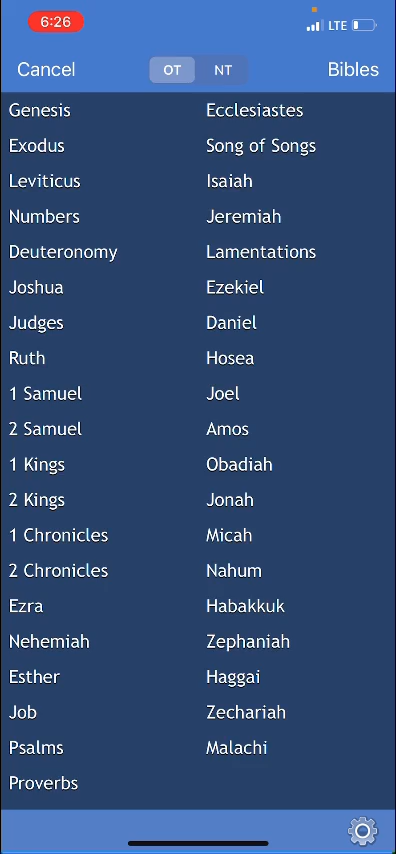 6:26
LTE
Cancel
OT
NT
Bibles
Genesis
Exodus
Leviticus
Numbers
Deuteronomy
Joshua
Judges
Ruth
1 Samuel
2 Samuel
1 Kings
2 Kings
1 Chronicles
2 Chronicles
Ezra
Nehemiah
Esther
Job
Psalms
Proverbs
Ecclesiastes
Song of Songs
Isaiah
Jeremiah
Lamentations
Ezekiel
Daniel
Hosea
Joel
Amos
Obadiah
Jonah
Micah
Nahum
Habakkuk
Zephaniah
Haggai
Zechariah
Malachi